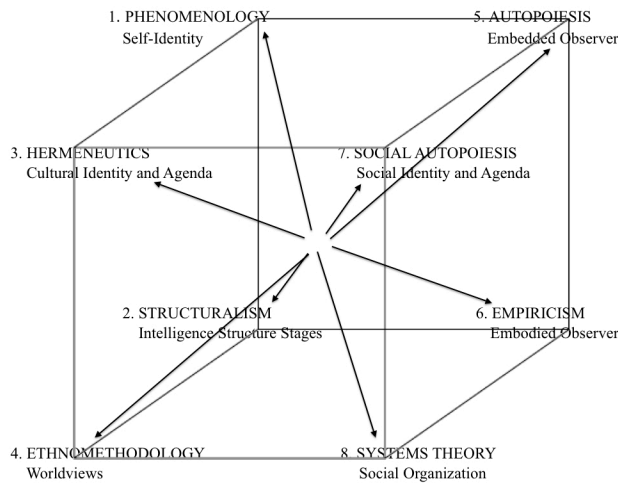 1. PHENOMENOLOGY
Self-Identity
5. AUTOPOIESIS
Embedded Observer
3. HERMENEUTICS
Cultural Identity and Agenda
7. SOCIAL AUTOPOIESIS
Social Identity and Agenda
2. STRUCTURALISM
Intelligence Structure Stages
6. EMPIRICISM
Embodied Observer
4. ETHNOMETHODOLOGY
Worldviews
8. SYSTEMS THEORY
Social Organization